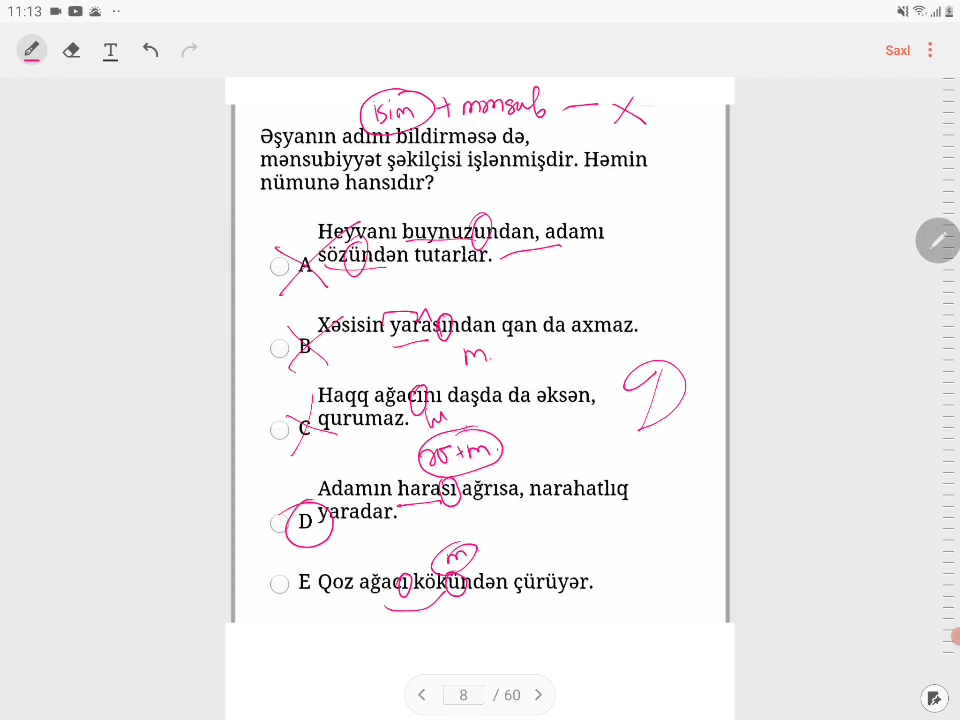 11:13
T
Saxl
isim + mənsub — X
Əşyanın adını bildirməsə də,
mənsubiyyət şəkilçisi işlənmişdir. Həmin
nümunə hansıdır?
Heyvanı buynuzundan, adamı
A sözündən tutarlar.
Xəsisin yarasından qan da axmaz.
B
m.
Haqq ağacını daşda da əksən,
C qurumaz.
D
əv+m.
Adamın harası ağrısa, narahatlıq
D yaradar.
m
E Qoz ağacı kökündən çürüyər.
8 / 60